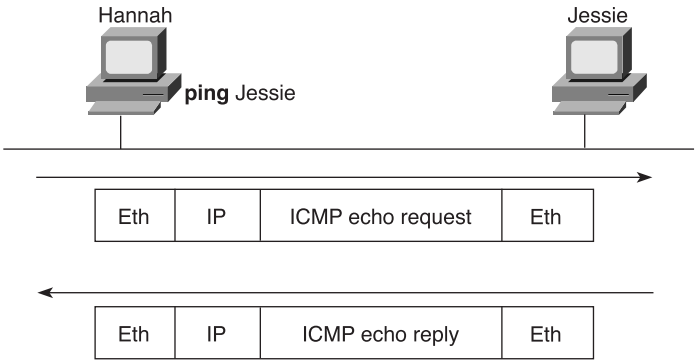 Hannah
Jessie
ping Jessie
Eth IP ICMP echo request Eth
Eth IP ICMP echo reply Eth